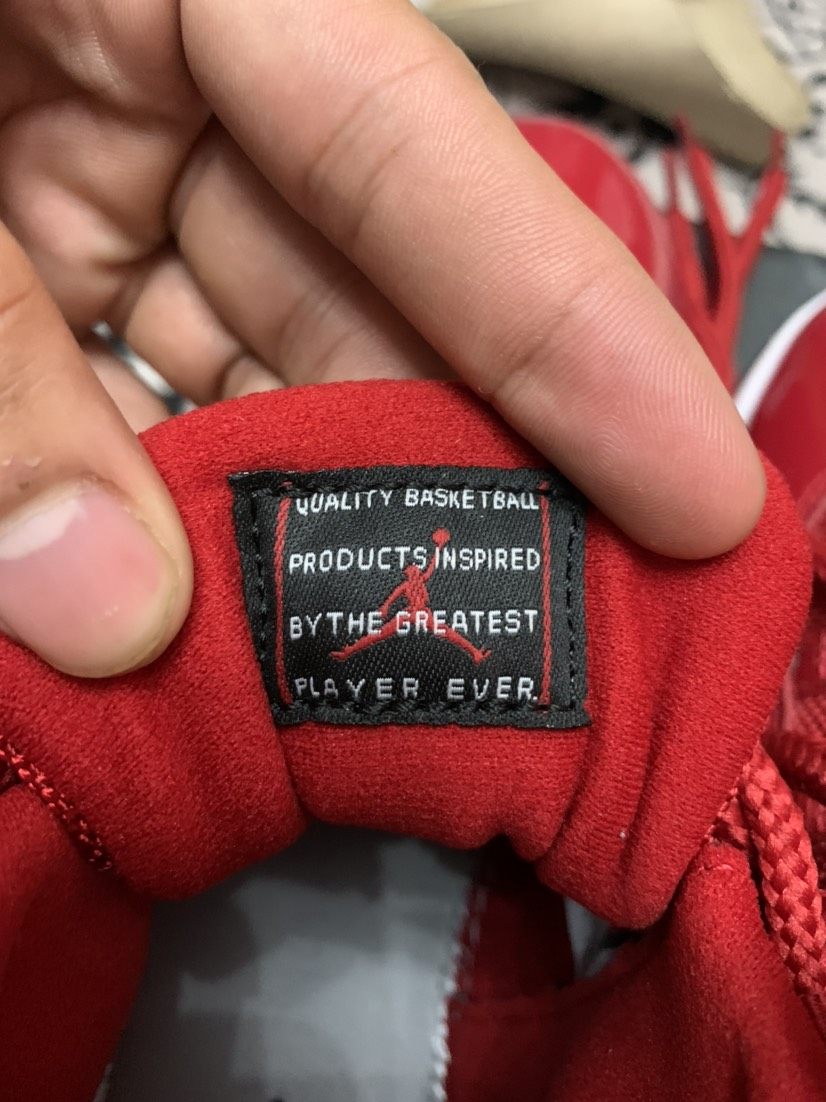 QUALITY BASKETBALL
PRODUCTS INSPIRED
BY THE GREATEST
PLAYER EVER.